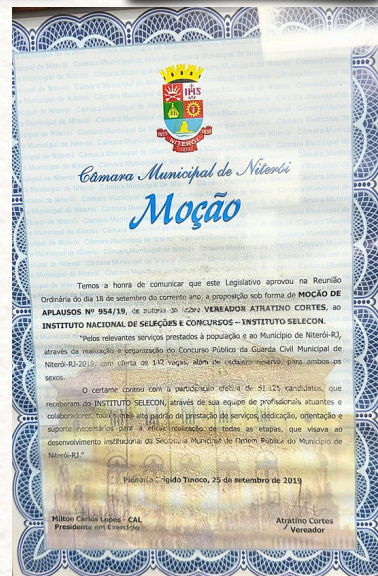 IHS
NITERÓI
Câmara Municipal de Niterói
Moção
Temos a honra de comunicar que este Legislativo aprovou na Reunião
Ordinária do dia 18 de setembro do corrente ano, a proposição sob forma de MOÇÃO DE
APLAUSOS Nº 954/19, de autoria do nobre VEREADOR ATRATINO CORTES, ao
INSTITUTO NACIONAL DE SELEÇÕES E CONCURSOS – INSTITUTO SELECON.
"Pelos relevantes serviços prestados à população e ao Município de Niterói-RJ,
através da realização e organização do Concurso Público da Guarda Civil Municipal de
Niterói-RJ-2019, com oferta de 142 vagas, além de cadastro reserva, para ambos os
sexos.
O certame contou com a participação efetiva de candidatos, que
receberam do INSTITUTO SELECON, através de sua equipe de profissionais atuantes e
colaboradores, todo o mais alto padrão de prestação de serviços, dedicação, orientação e
suporte necessários para a eficaz realização de todas as etapas, que visava ao
desenvolvimento institucional da Secretaria Municipal de Ordem Pública do Município de
Niterói-RJ."
Plenário Brígido Tinoco, 25 de setembro de 2019
Milton Carlos Lopes - CAL
Presidente em Exercício
Atratino Cortes
Vereador